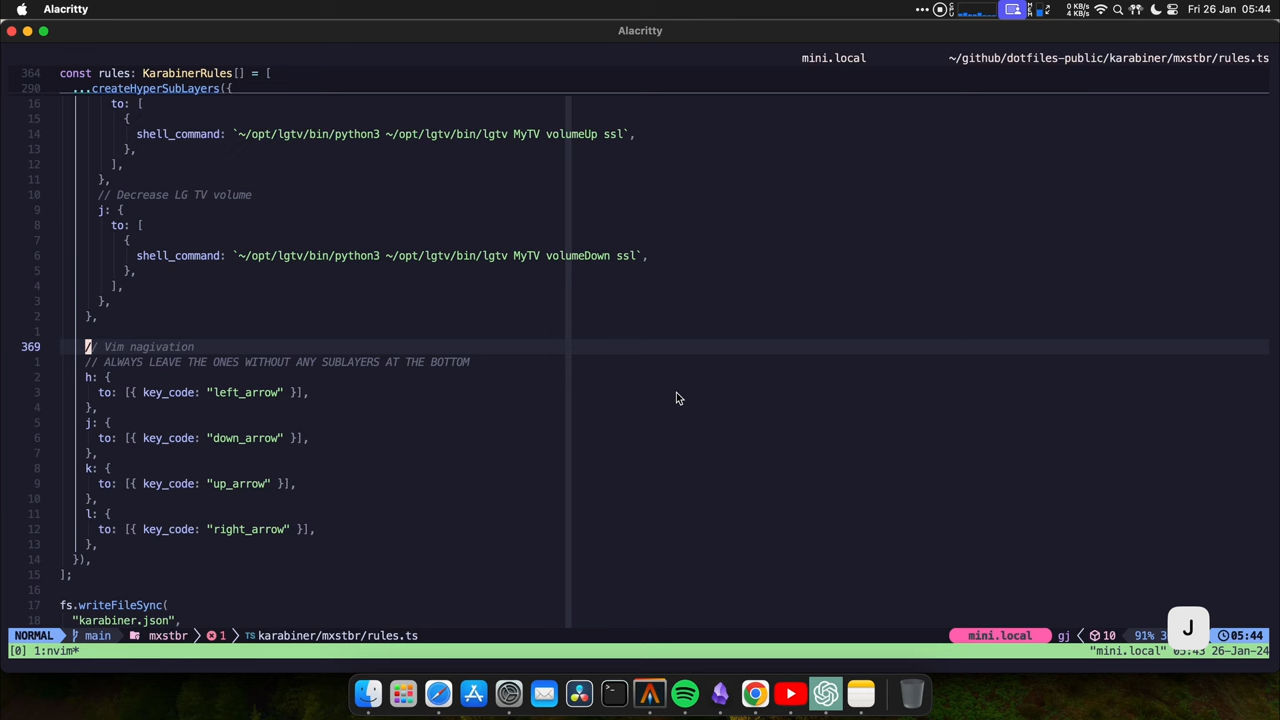 Alacritty
0 KB/s
4 KB/s
Fri 26 Jan 05:44
Alacritty
mini.local ~/github/dotfiles-public/karabiner/mxstbr/rules.ts
364 const rules: KarabinerRules[] = [
290 ...createHyperSubLayers({
16 to: [
15 {
14 shell_command: `~/opt/lgtv/bin/python3 ~/opt/lgtv/bin/lgtv MyTV volumeUp ssl`,
13 },
12 ],
11 },
10 // Decrease LG TV volume
9 j: {
8 to: [
7 {
6 shell_command: `~/opt/lgtv/bin/python3 ~/opt/lgtv/bin/lgtv MyTV volumeDown ssl`,
5 },
4 ],
3 },
2 },
1
369 // Vim nagivation
1 // ALWAYS LEAVE THE ONES WITHOUT ANY SUBLAYERS AT THE BOTTOM
2 h: {
3 to: [{ key_code: "left_arrow" }],
4 },
5 j: {
6 to: [{ key_code: "down_arrow" }],
7 },
8 k: {
9 to: [{ key_code: "up_arrow" }],
10 },
11 l: {
12 to: [{ key_code: "right_arrow" }],
13 },
14 }),
15 ];
16
17 fs.writeFileSync(
18 "karabiner.json",
J
NORMAL main mxstbr 1 TS karabiner/mxstbr/rules.ts mini.local gj 10 91% 3 05:44
[0] 1:nvim* "mini.local" 05:43 26-Jan-24